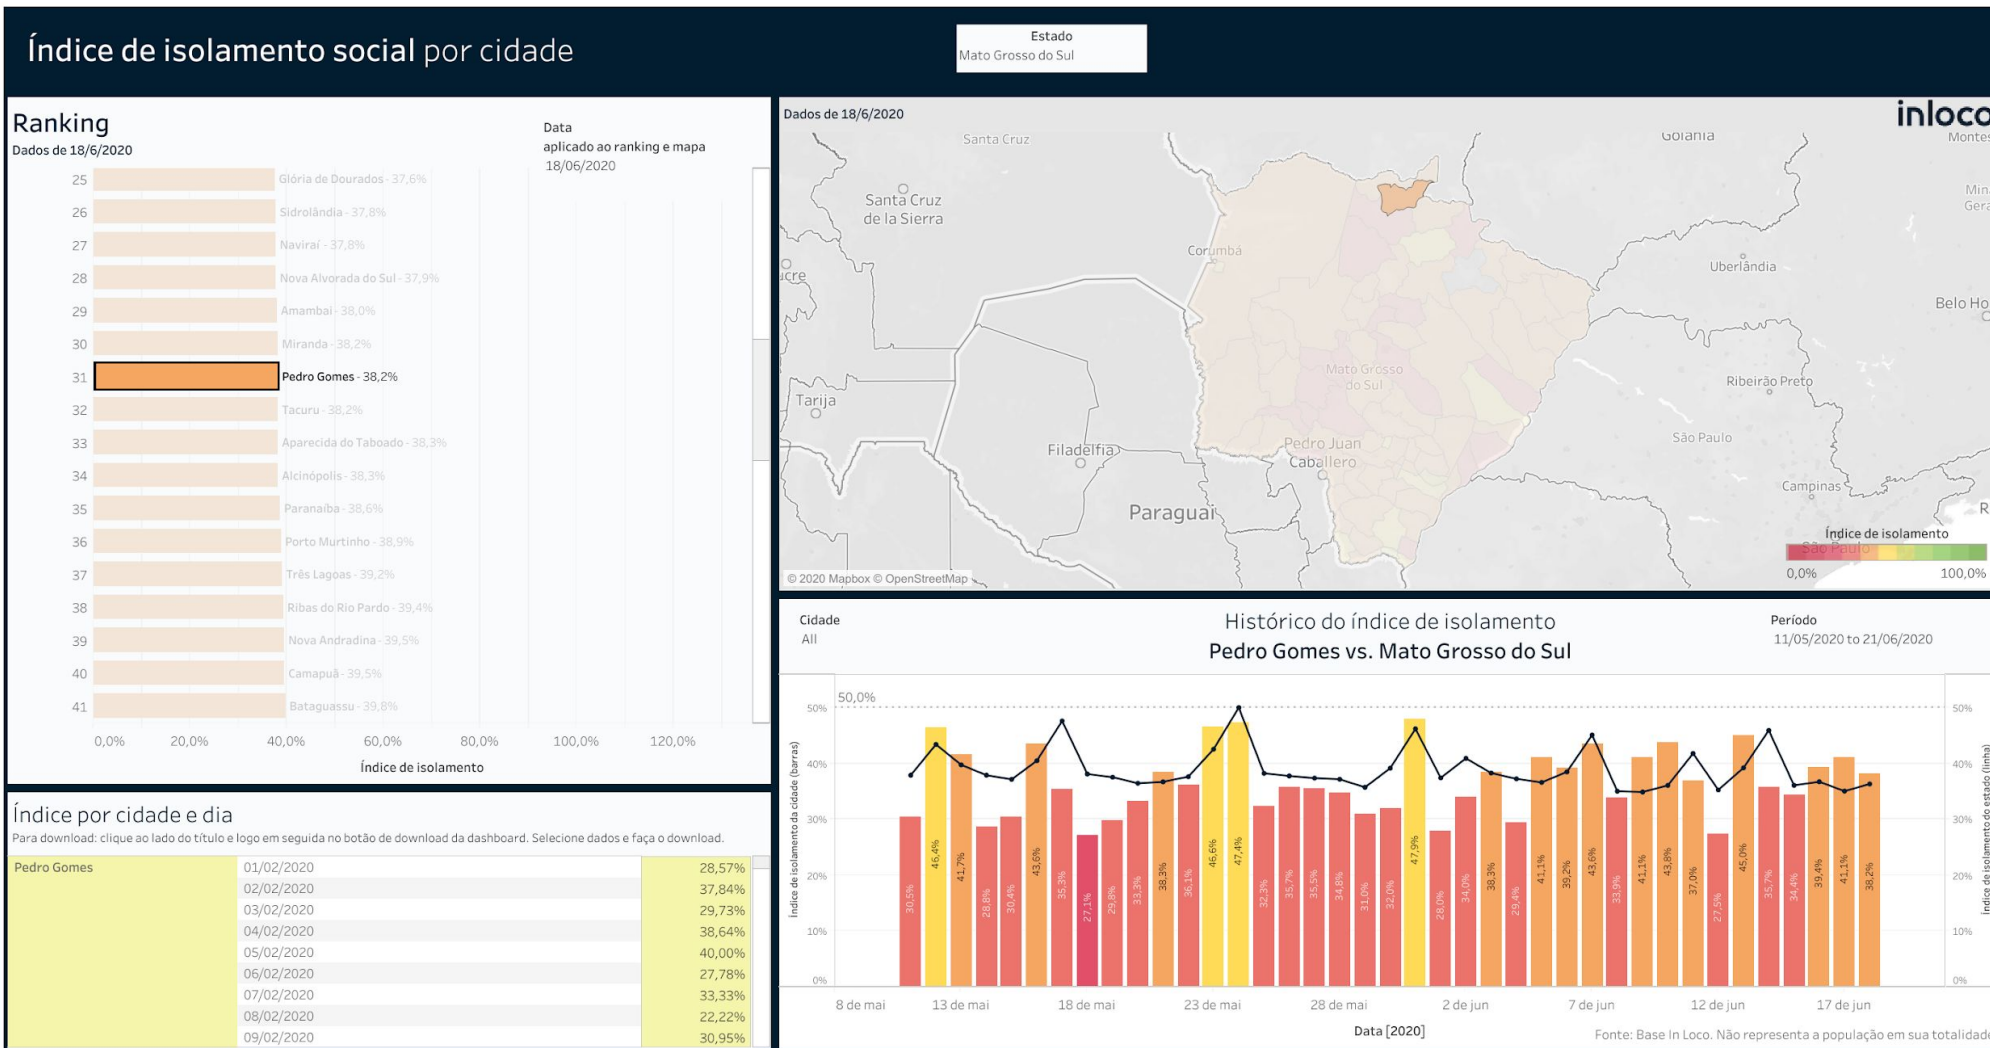 Índice de isolamento social por cidade
Estado
Mato Grosso do Sul
Ranking
Dados de 18/6/2020
Data
aplicado ao ranking e mapa
18/06/2020
25 Glória de Dourados - 37,6%
26 Sidrolândia - 37,8%
27 Naviraí - 37,8%
28 Nova Alvorada do Sul - 37,9%
29 Amambai - 38,0%
30 Miranda - 38,2%
31 Pedro Gomes - 38,2%
32 Tacuru - 38,2%
33 Aparecida do Taboado - 38,3%
34 Alcinópolis - 38,3%
35 Paranaíba - 38,6%
36 Porto Murtinho - 38,9%
37 Três Lagoas - 39,2%
38 Ribas do Rio Pardo - 39,4%
39 Nova Andradina - 39,5%
40 Camapuã - 39,5%
41 Bataguassu - 39,8%
0,0% 20,0% 40,0% 60,0% 80,0% 100,0% 120,0%
Índice de isolamento
Índice por cidade e dia
Para download: clique ao lado do título e logo em seguida no botão de download da dashboard. Selecione dados e faça o download.
Pedro Gomes 01/02/2020 28,57%
02/02/2020 37,84%
03/02/2020 29,73%
04/02/2020 38,64%
05/02/2020 40,00%
06/02/2020 27,78%
07/02/2020 33,33%
08/02/2020 22,22%
09/02/2020 30,95%
Dados de 18/6/2020
inloco
Santa Cruz
Goiânia
Montes
Santa Cruz
de la Sierra
Min
Gera
Corumbá
ucre
Uberlândia
Belo Ho
Mato Grosso
do Sul
Ribeirão Preto
Tarija
Filadelfia
Pedro Juan
Caballero
São Paulo
Campinas
Paraguai
R
Índice de isolamento
São Paulo
0,0% 100,0%
© 2020 Mapbox © OpenStreetMap
Cidade
All
Histórico do índice de isolamento
Pedro Gomes vs. Mato Grosso do Sul
Período
11/05/2020 to 21/06/2020
50,0%
50%
40%
30%
20%
10%
0%
Índice de isolamento da cidade (barras)
30,5% 46,4% 41,7% 28,8% 30,4% 43,6% 35,3% 27,1% 29,8% 33,3% 38,3% 36,1% 46,6% 47,4% 32,3% 35,7% 35,5% 34,8% 31,0% 32,0% 47,9% 28,0% 34,0% 38,3% 29,4% 41,1% 39,2% 43,6% 33,9% 41,1% 43,8% 37,0% 27,5% 45,0% 35,7% 34,4% 39,4% 41,1% 38,2%
50%
40%
30%
20%
10%
0%
Índice de isolamento do estado (linha)
8 de mai 13 de mai 18 de mai 23 de mai 28 de mai 2 de jun 7 de jun 12 de jun 17 de jun
Data [2020]
Fonte: Base In Loco. Não representa a população em sua totalidade